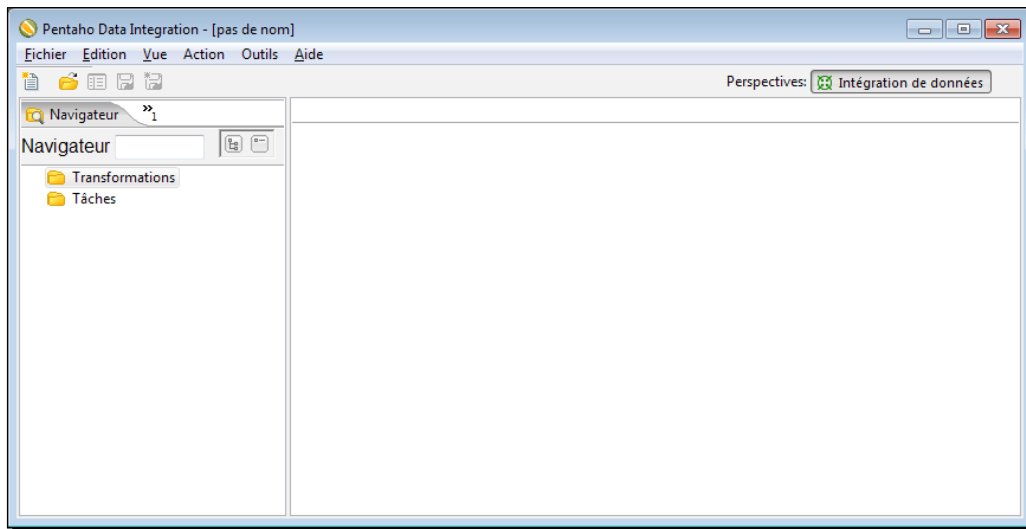 Pentaho Data Integration - [pas de nom]
Fichier Edition Vue Action Outils Aide
Perspectives: Intégration de données
Navigateur »1
Navigateur
Transformations
Tâches